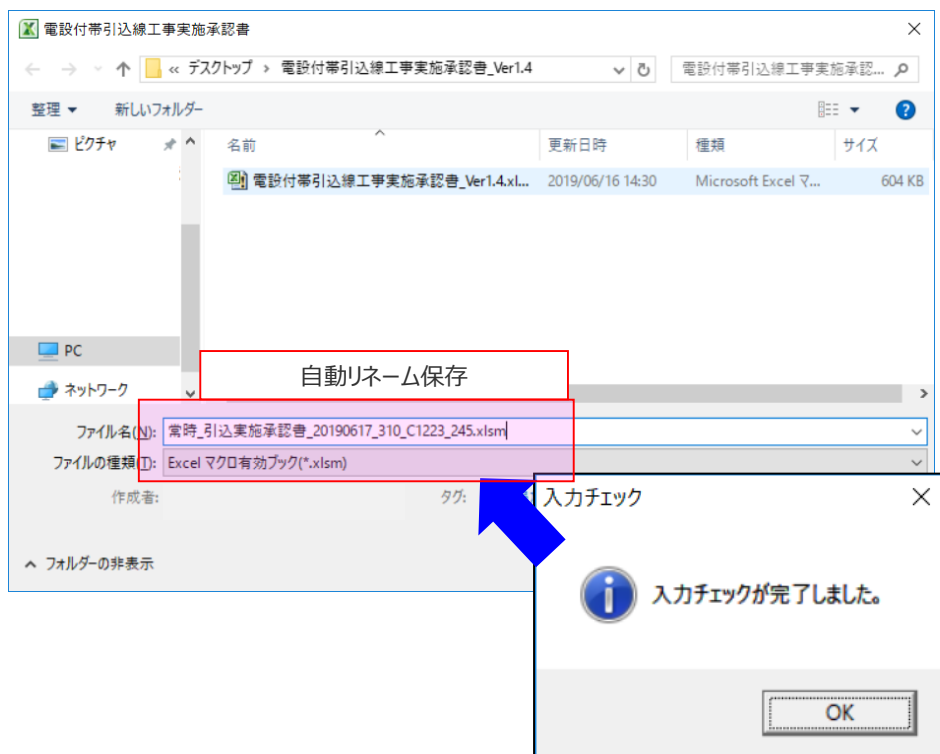 電設付帯引込線工事実施承認書
« デスクトップ › 電設付帯引込線工事実施承認書_Ver1.4
電設付帯引込線工事実施承認...
整理
新しいフォルダー
ピクチャ
名前
更新日時
種類
サイズ
電設付帯引込線工事実施承認書_Ver1.4.xl...
2019/06/16 14:30
Microsoft Excel マ...
604 KB
PC
ネットワーク
自動リネーム保存
ファイル名(N): 常時_引込実施承認書_20190617_310_C1223_245.xlsm
ファイルの種類(T): Excel マクロ有効ブック(*.xlsm)
作成者:
タグ:
フォルダーの非表示
入力チェック
入力チェックが完了しました。
OK